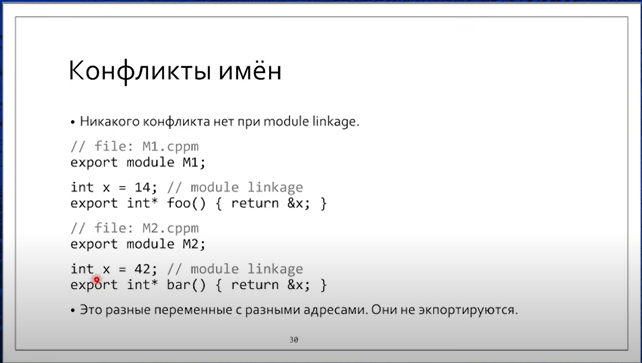 Конфликты имён
• Никакого конфликта нет при module linkage.
// file: M1.cppm
export module M1;
int x = 14; // module linkage
export int* foo() { return &x; }
// file: M2.cppm
export module M2;
int x = 42; // module linkage
export int* bar() { return &x; }
• Это разные переменные с разными адресами. Они не экпортируются.
30